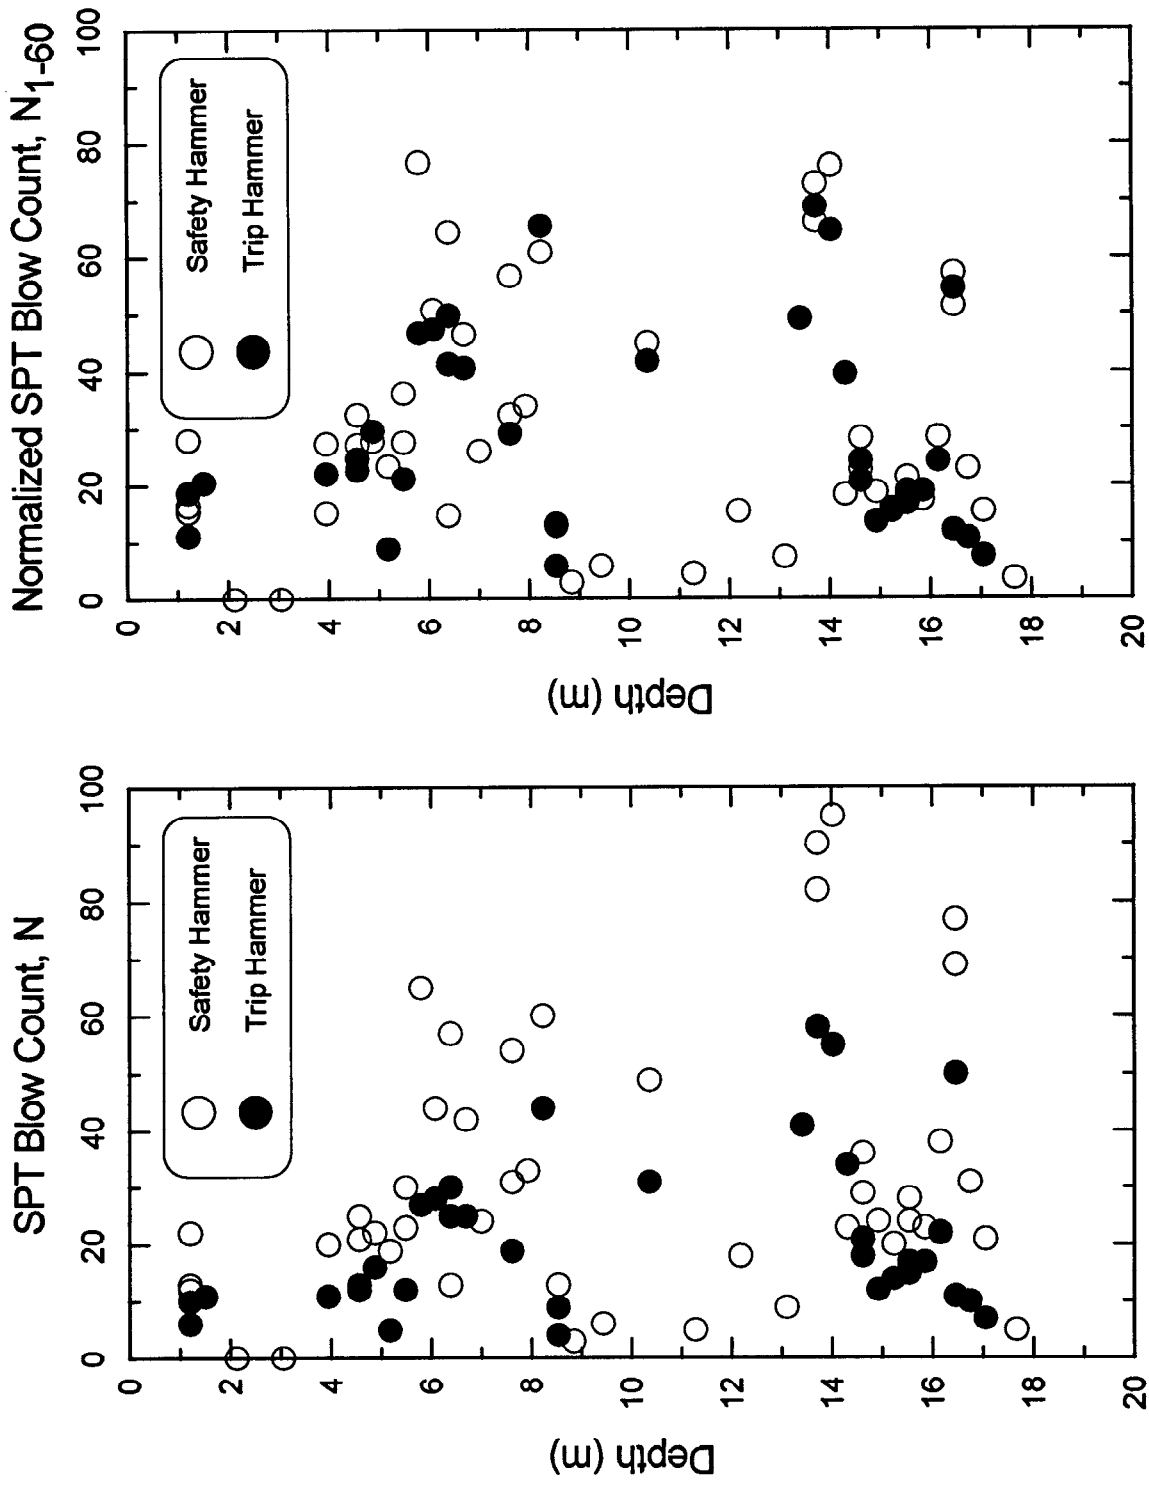 SPT Blow Count, N
0 20 40 60 80 100
Safety Hammer
Trip Hammer
Depth (m)
0
2
4
6
8
10
12
14
16
18
20
Normalized SPT Blow Count, N1-60
0 20 40 60 80 100
Safety Hammer
Trip Hammer
Depth (m)
0
2
4
6
8
10
12
14
16
18
20